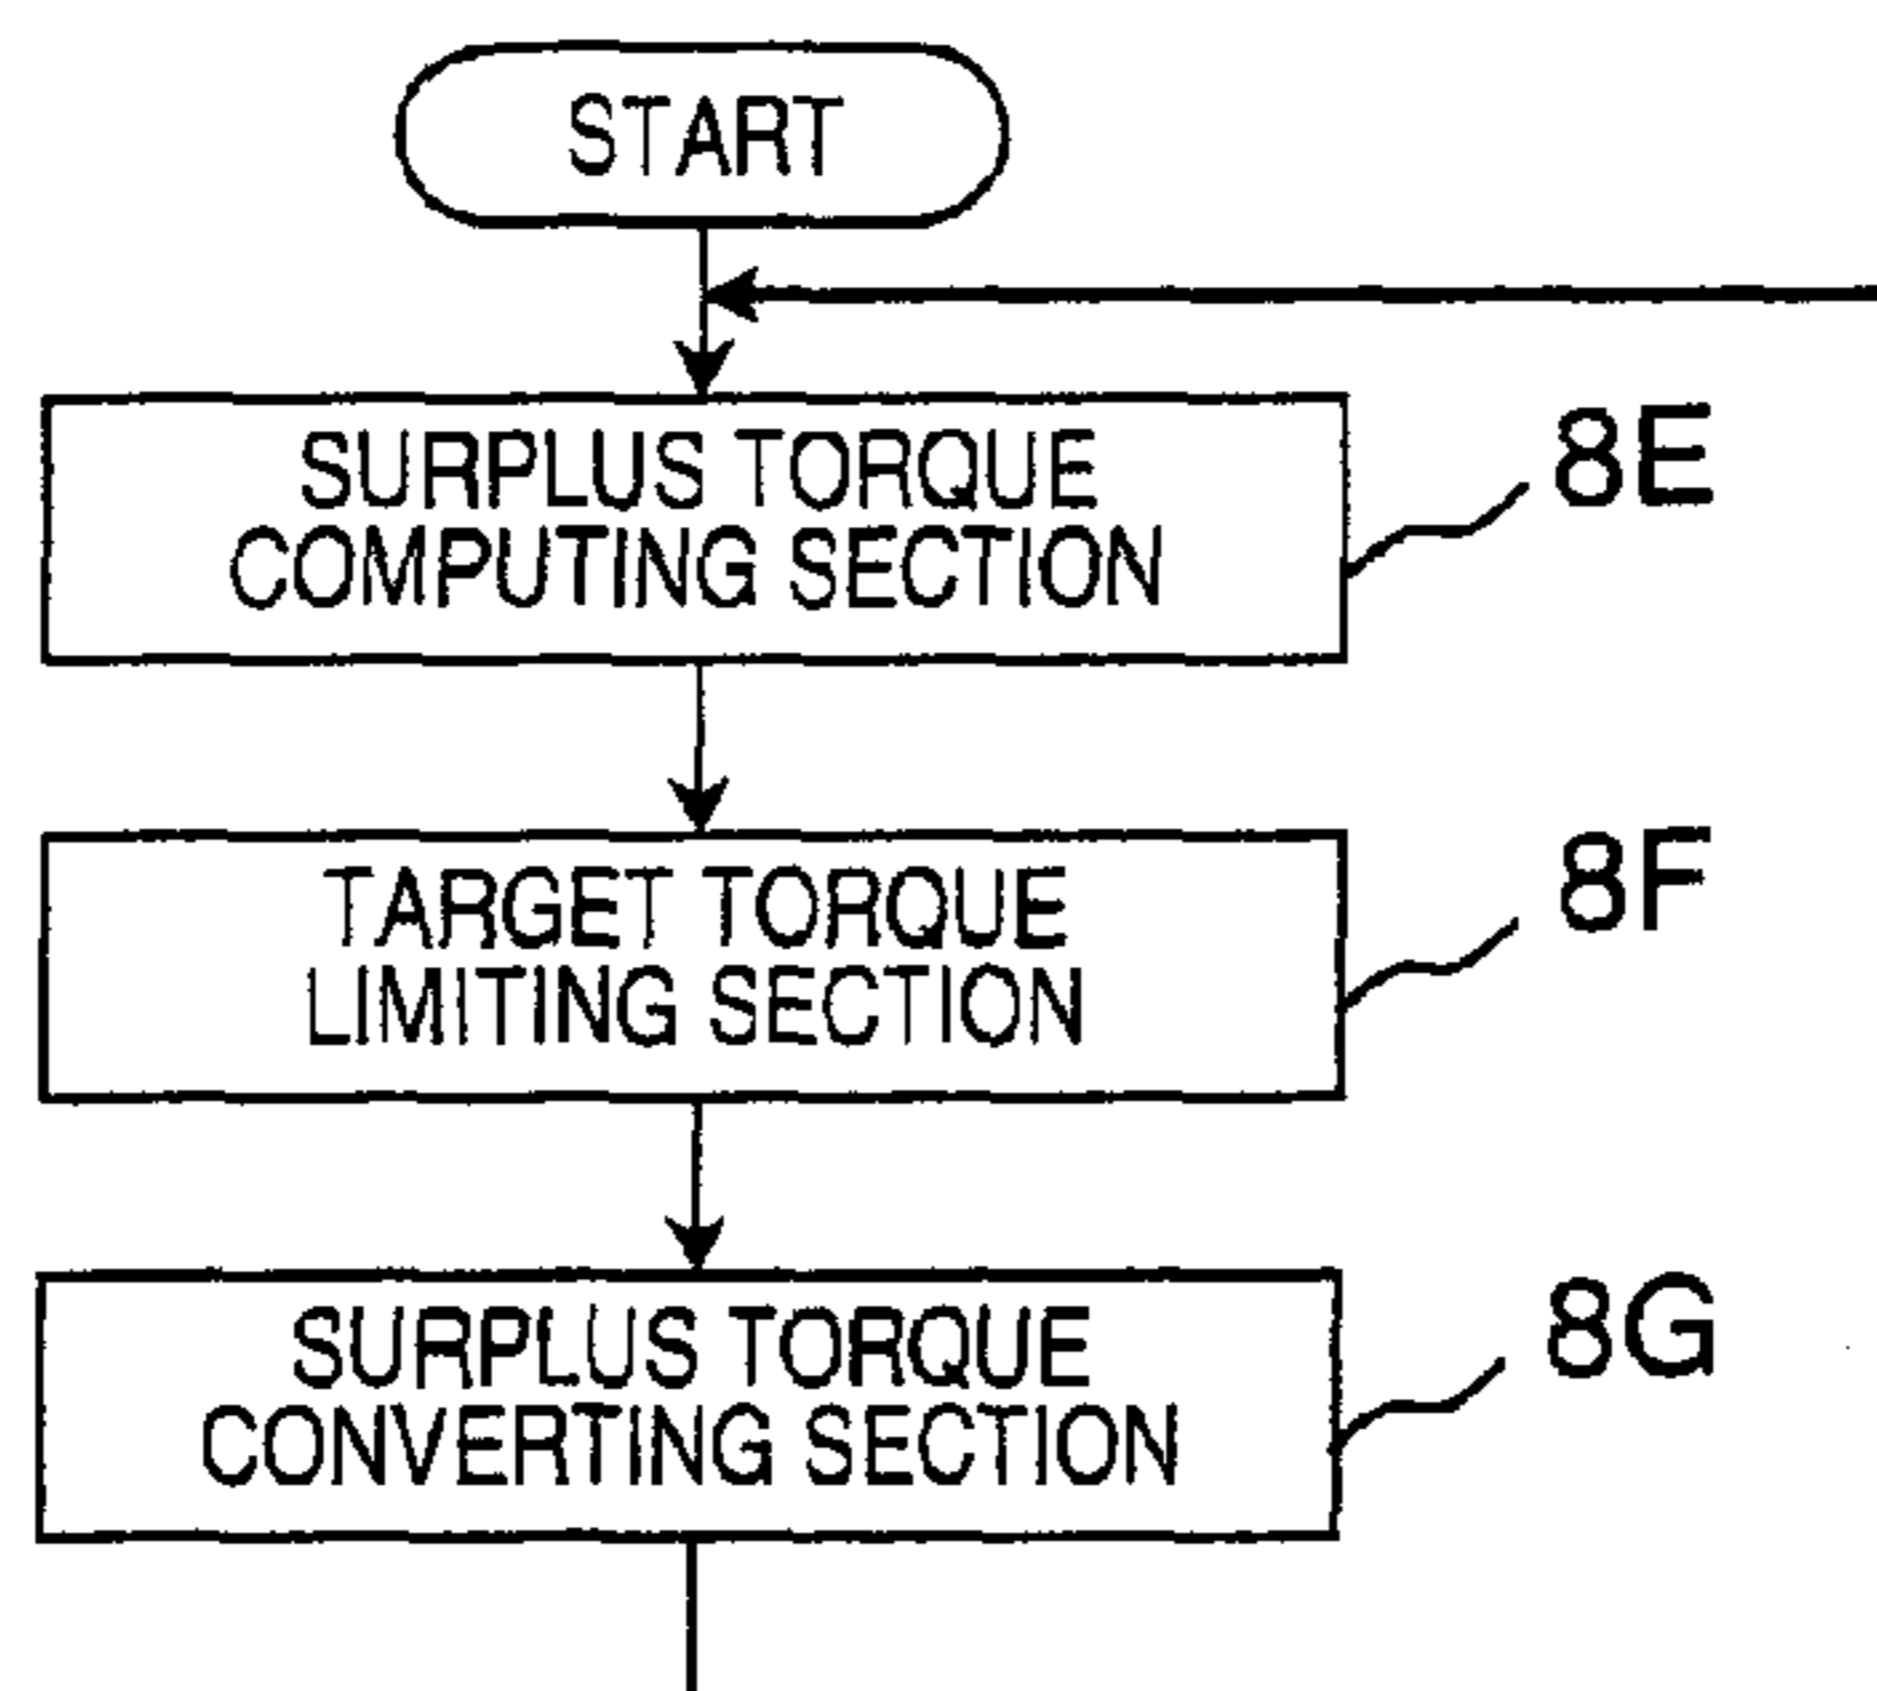 START
SURPLUS TORQUE
COMPUTING SECTION
8E
TARGET TORQUE
LIMITING SECTION
8F
SURPLUS TORQUE
CONVERTING SECTION
8G